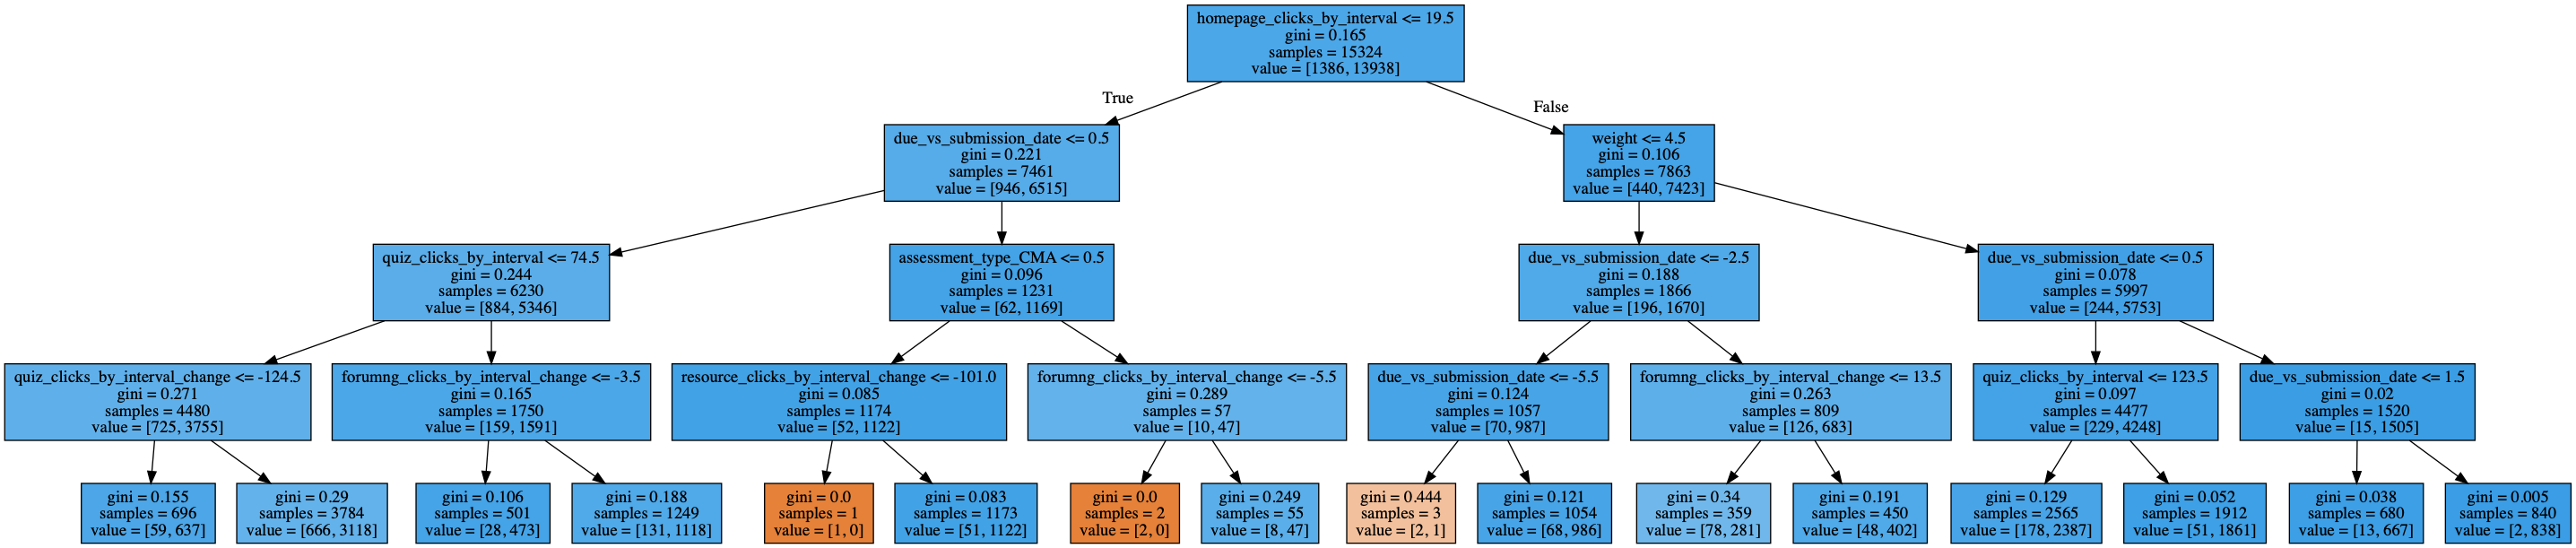 homepage_clicks_by_interval <= 19.5
gini = 0.165
samples = 15324
value = [1386, 13938]
True
False
due_vs_submission_date <= 0.5
gini = 0.221
samples = 7461
value = [946, 6515]
weight <= 4.5
gini = 0.106
samples = 7863
value = [440, 7423]
quiz_clicks_by_interval <= 74.5
gini = 0.244
samples = 6230
value = [884, 5346]
assessment_type_CMA <= 0.5
gini = 0.096
samples = 1231
value = [62, 1169]
due_vs_submission_date <= -2.5
gini = 0.188
samples = 1866
value = [196, 1670]
due_vs_submission_date <= 0.5
gini = 0.078
samples = 5997
value = [244, 5753]
quiz_clicks_by_interval_change <= -124.5
gini = 0.271
samples = 4480
value = [725, 3755]
forumng_clicks_by_interval_change <= -3.5
gini = 0.165
samples = 1750
value = [159, 1591]
resource_clicks_by_interval_change <= -101.0
gini = 0.085
samples = 1174
value = [52, 1122]
forumng_clicks_by_interval_change <= -5.5
gini = 0.289
samples = 57
value = [10, 47]
due_vs_submission_date <= -5.5
gini = 0.124
samples = 1057
value = [70, 987]
forumng_clicks_by_interval_change <= 13.5
gini = 0.263
samples = 809
value = [126, 683]
quiz_clicks_by_interval <= 123.5
gini = 0.097
samples = 4477
value = [229, 4248]
due_vs_submission_date <= 1.5
gini = 0.02
samples = 1520
value = [15, 1505]
gini = 0.155
samples = 696
value = [59, 637]
gini = 0.29
samples = 3784
value = [666, 3118]
gini = 0.106
samples = 501
value = [28, 473]
gini = 0.188
samples = 1249
value = [131, 1118]
gini = 0.0
samples = 1
value = [1, 0]
gini = 0.083
samples = 1173
value = [51, 1122]
gini = 0.0
samples = 2
value = [2, 0]
gini = 0.249
samples = 55
value = [8, 47]
gini = 0.444
samples = 3
value = [2, 1]
gini = 0.121
samples = 1054
value = [68, 986]
gini = 0.34
samples = 359
value = [78, 281]
gini = 0.191
samples = 450
value = [48, 402]
gini = 0.129
samples = 2565
value = [178, 2387]
gini = 0.052
samples = 1912
value = [51, 1861]
gini = 0.038
samples = 680
value = [13, 667]
gini = 0.005
samples = 840
value = [2, 838]